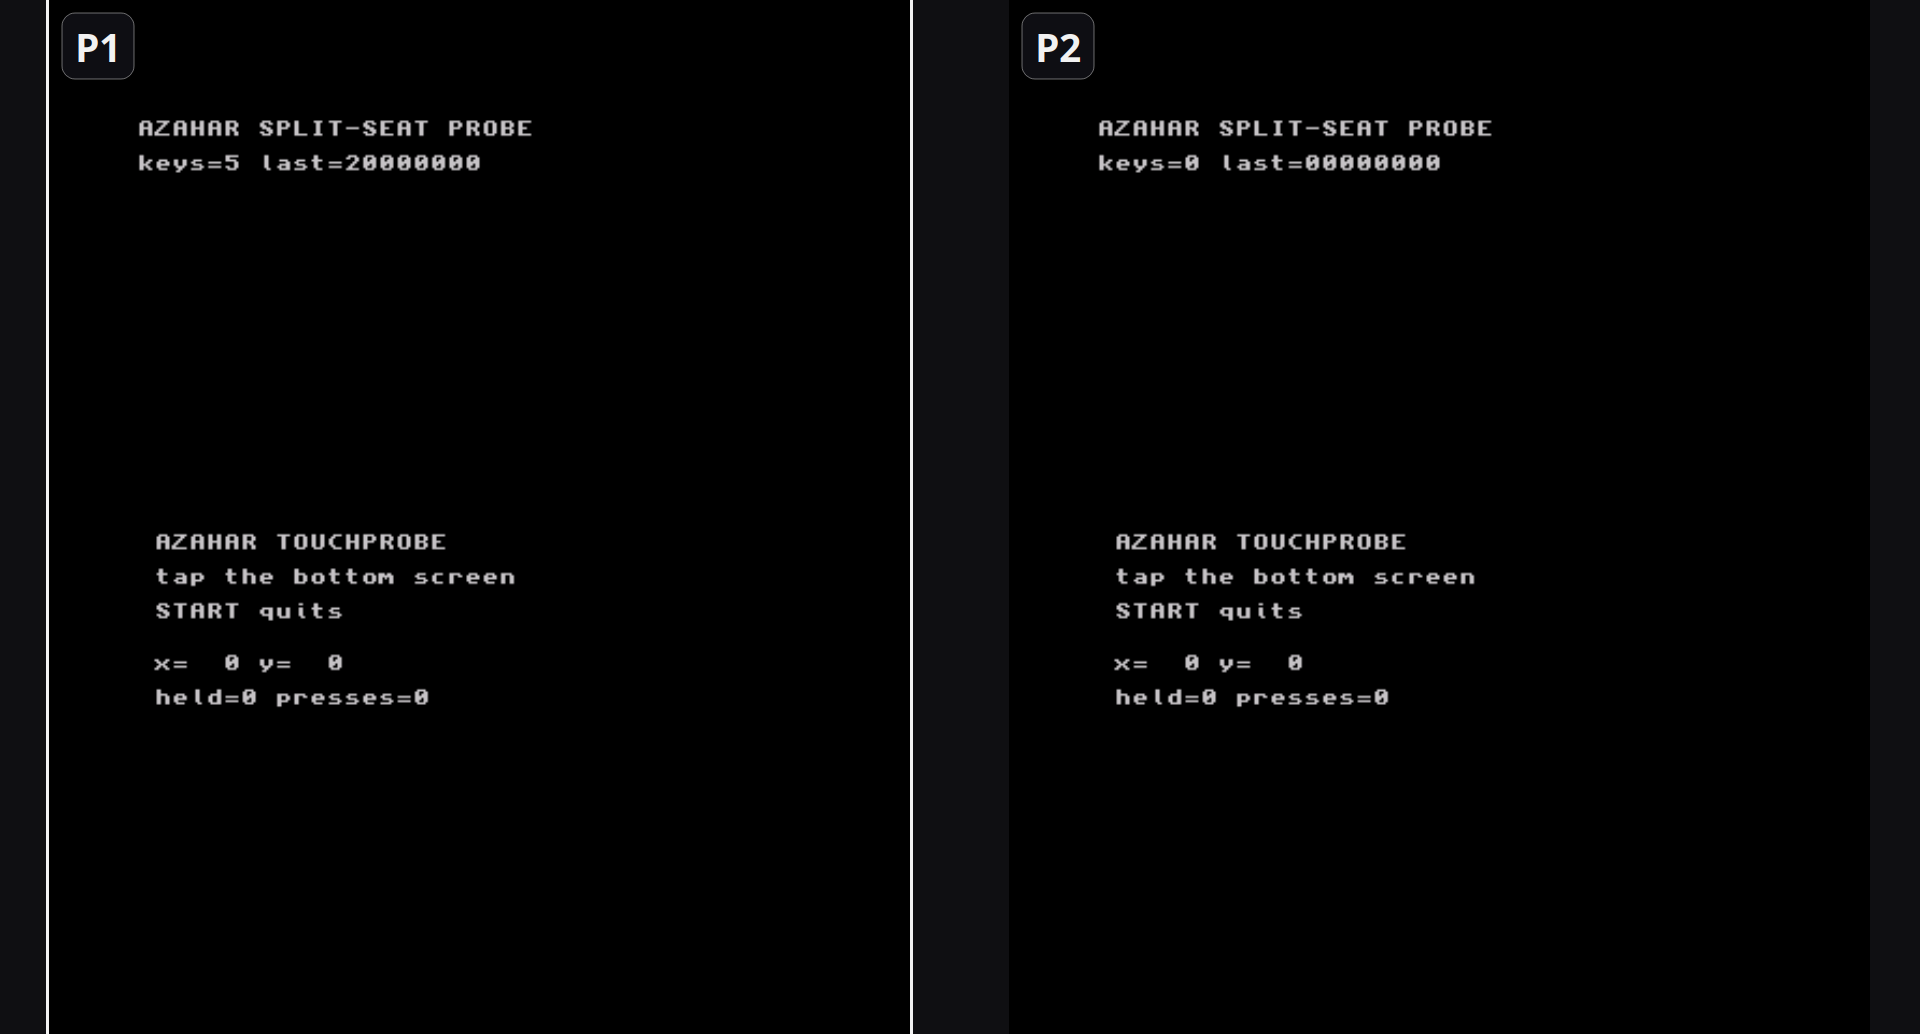 P1
AZAHAR SPLIT-SEAT PROBE
keys=5 last=20000000
AZAHAR TOUCHPROBE
tap the bottom screen
START quits
x=  0 y=  0
held=0 presses=0
P2
AZAHAR SPLIT-SEAT PROBE
keys=0 last=00000000
AZAHAR TOUCHPROBE
tap the bottom screen
START quits
x=  0 y=  0
held=0 presses=0